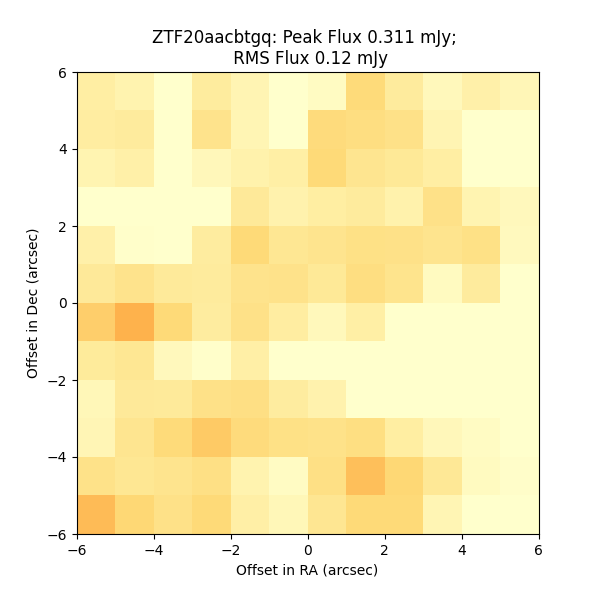 ZTF20aacbtgq: Peak Flux 0.311 mJy;
RMS Flux 0.12 mJy
6
4
2
0
−2
−4
−6
Offset in Dec (arcsec)
−6 −4 −2 0 2 4 6
Offset in RA (arcsec)